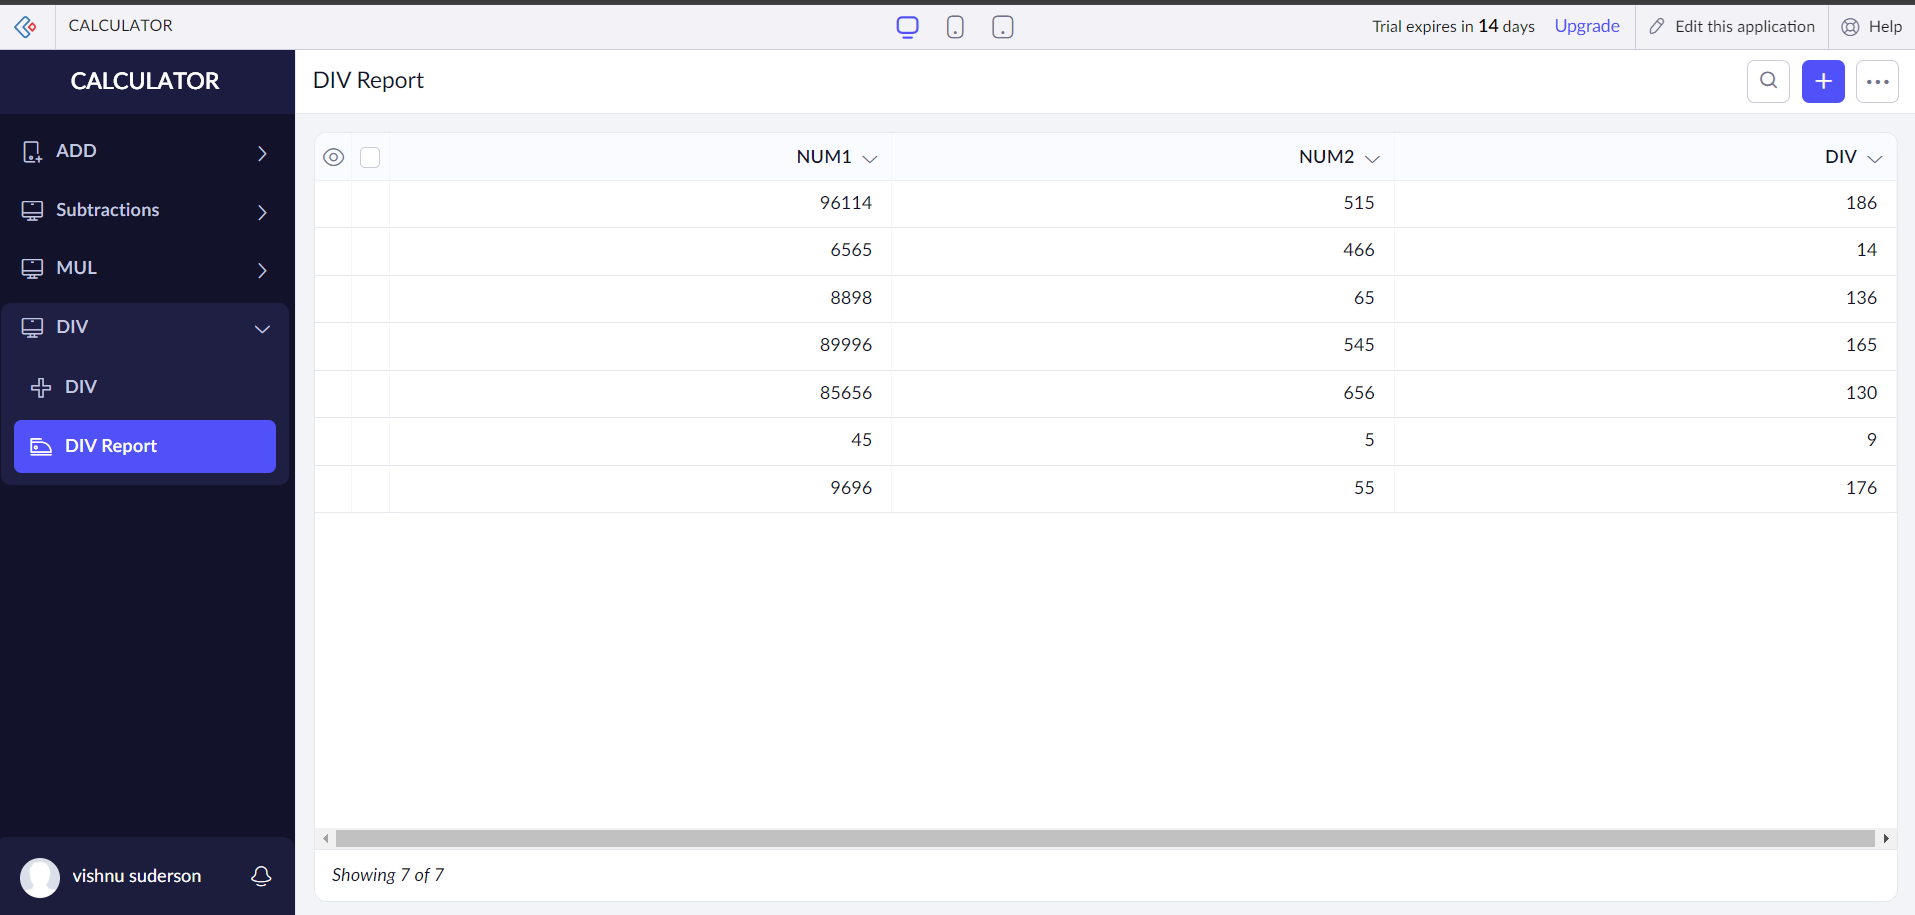 CALCULATOR
Trial expires in 14 days Upgrade Edit this application Help
CALCULATOR
ADD
Subtractions
MUL
DIV
DIV
DIV Report
vishnu suderson
DIV Report
NUM1 NUM2 DIV
96114 515 186
6565 466 14
8898 65 136
89996 545 165
85656 656 130
45 5 9
9696 55 176
Showing 7 of 7